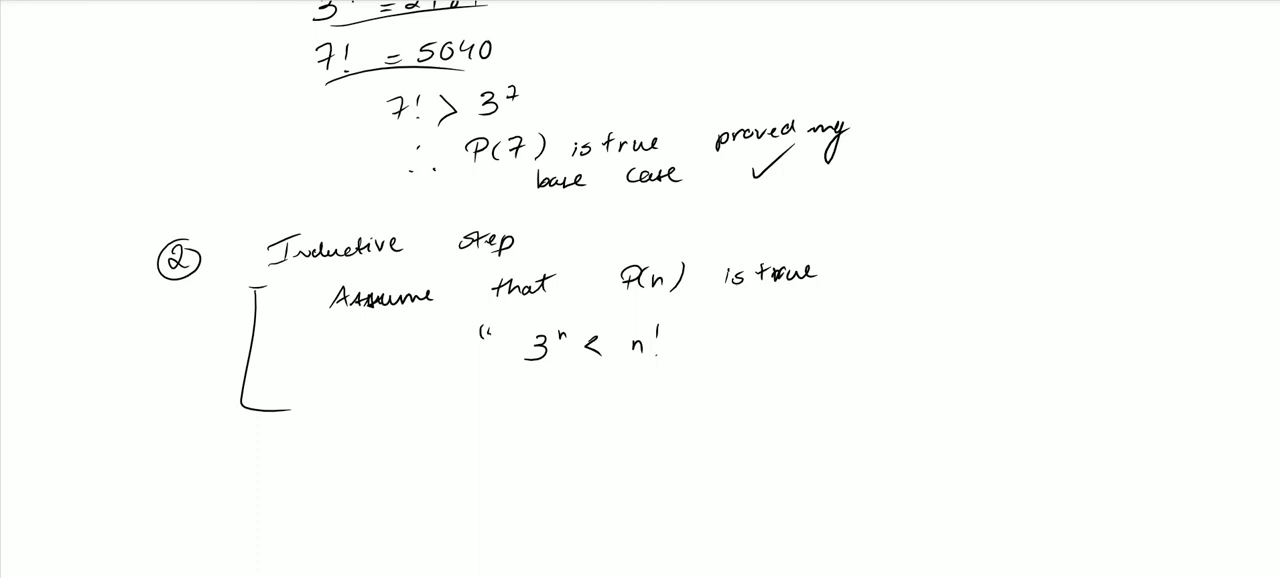 7! = 5040
7! > 3^7
∴ P(7) is true proved my
base case ✓
② Inductive step
Assume that P(n) is true
“ 3^n < n!